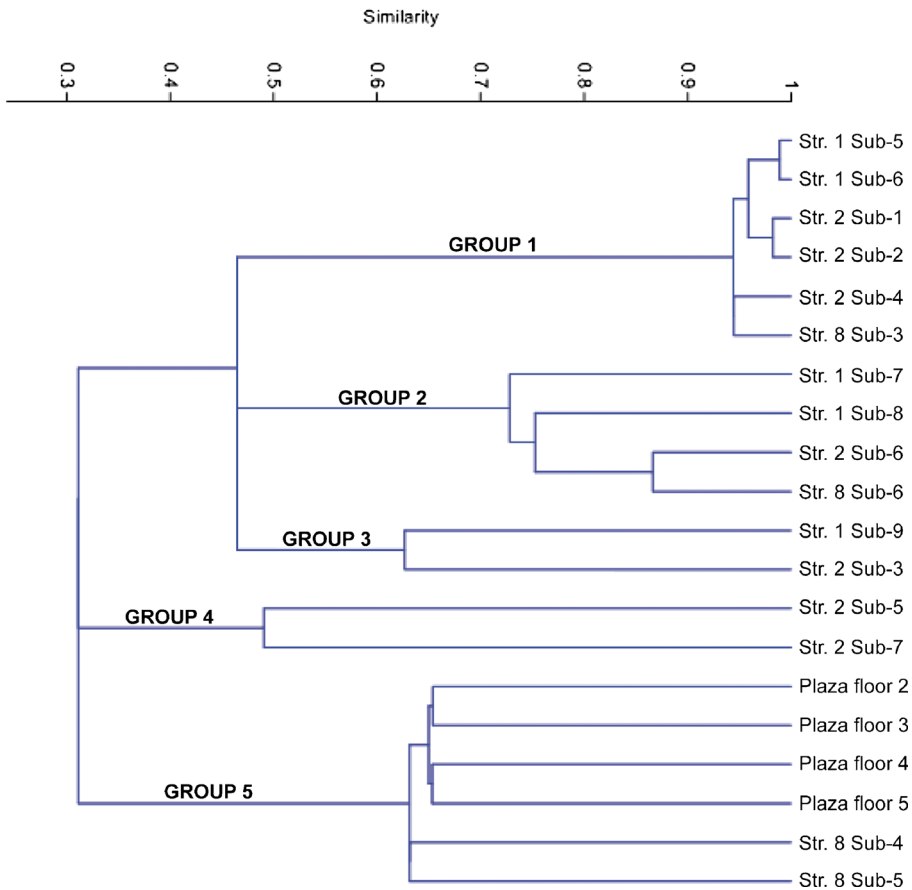 Similarity
0.3 0.4 0.5 0.6 0.7 0.8 0.9 1
Str. 1 Sub-5
Str. 1 Sub-6
Str. 2 Sub-1
GROUP 1
Str. 2 Sub-2
Str. 2 Sub-4
Str. 8 Sub-3
Str. 1 Sub-7
GROUP 2
Str. 1 Sub-8
Str. 2 Sub-6
Str. 8 Sub-6
Str. 1 Sub-9
GROUP 3
Str. 2 Sub-3
Str. 2 Sub-5
GROUP 4
Str. 2 Sub-7
Plaza floor 2
Plaza floor 3
Plaza floor 4
GROUP 5
Plaza floor 5
Str. 8 Sub-4
Str. 8 Sub-5